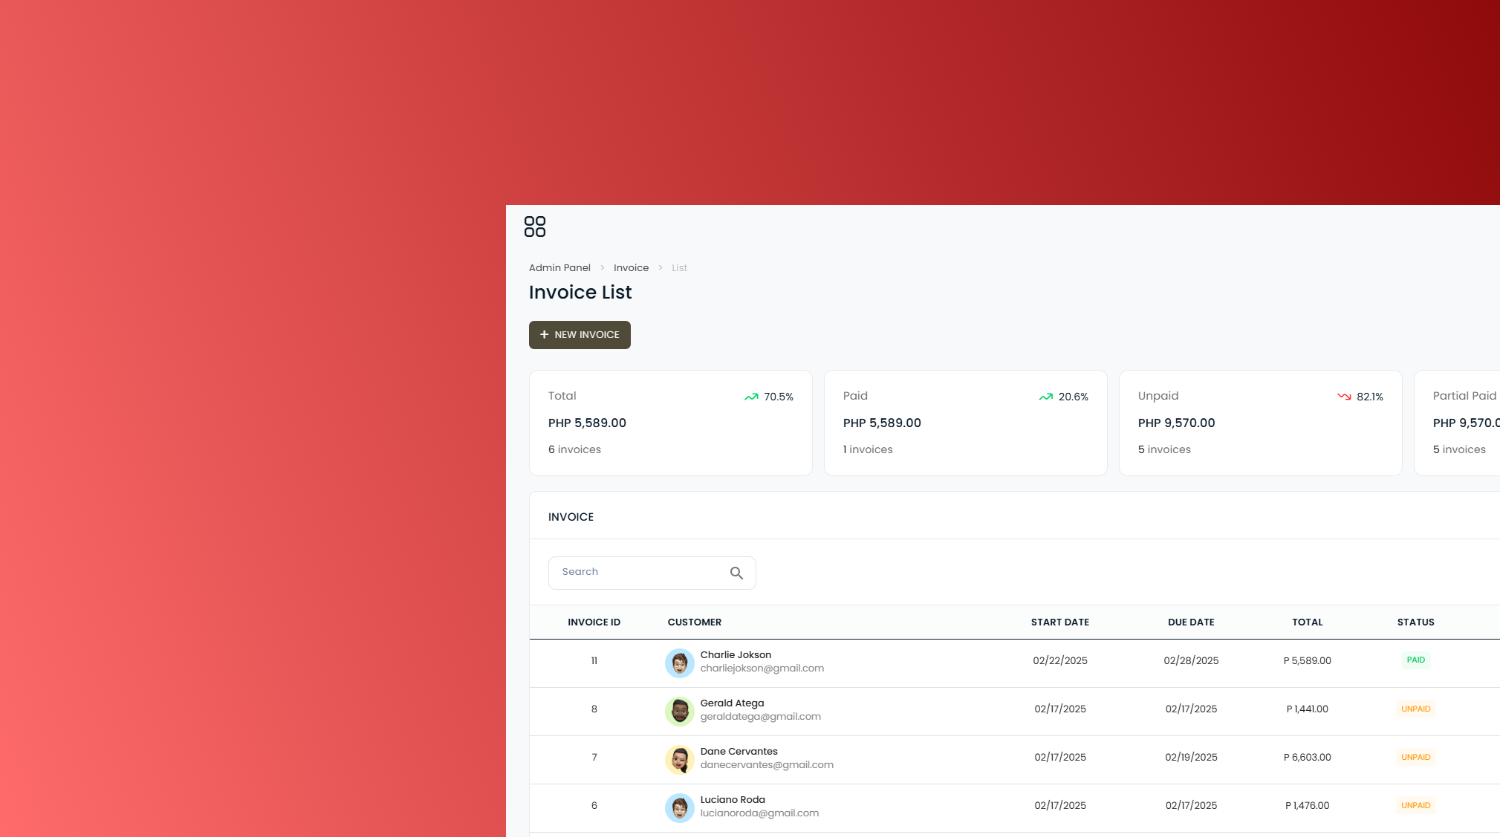 Admin Panel > Invoice > List
Invoice List
+ NEW INVOICE
Total 70.5% Paid 20.6% Unpaid 82.1% Partial Paid
PHP 5,589.00 PHP 5,589.00 PHP 9,570.00 PHP 9,570.0
6 invoices 1 invoices 5 invoices 5 invoices
INVOICE
Search
INVOICE ID CUSTOMER START DATE DUE DATE TOTAL STATUS
11 Charlie Jokson 02/22/2025 02/28/2025 P 5,589.00 PAID
charliejokson@gmail.com
8 Gerald Atega 02/17/2025 02/17/2025 P 1,441.00 UNPAID
geraldatega@gmail.com
7 Dane Cervantes 02/17/2025 02/19/2025 P 6,603.00 UNPAID
danecervantes@gmail.com
6 Luciano Roda 02/17/2025 02/17/2025 P 1,476.00 UNPAID
lucianoroda@gmail.com